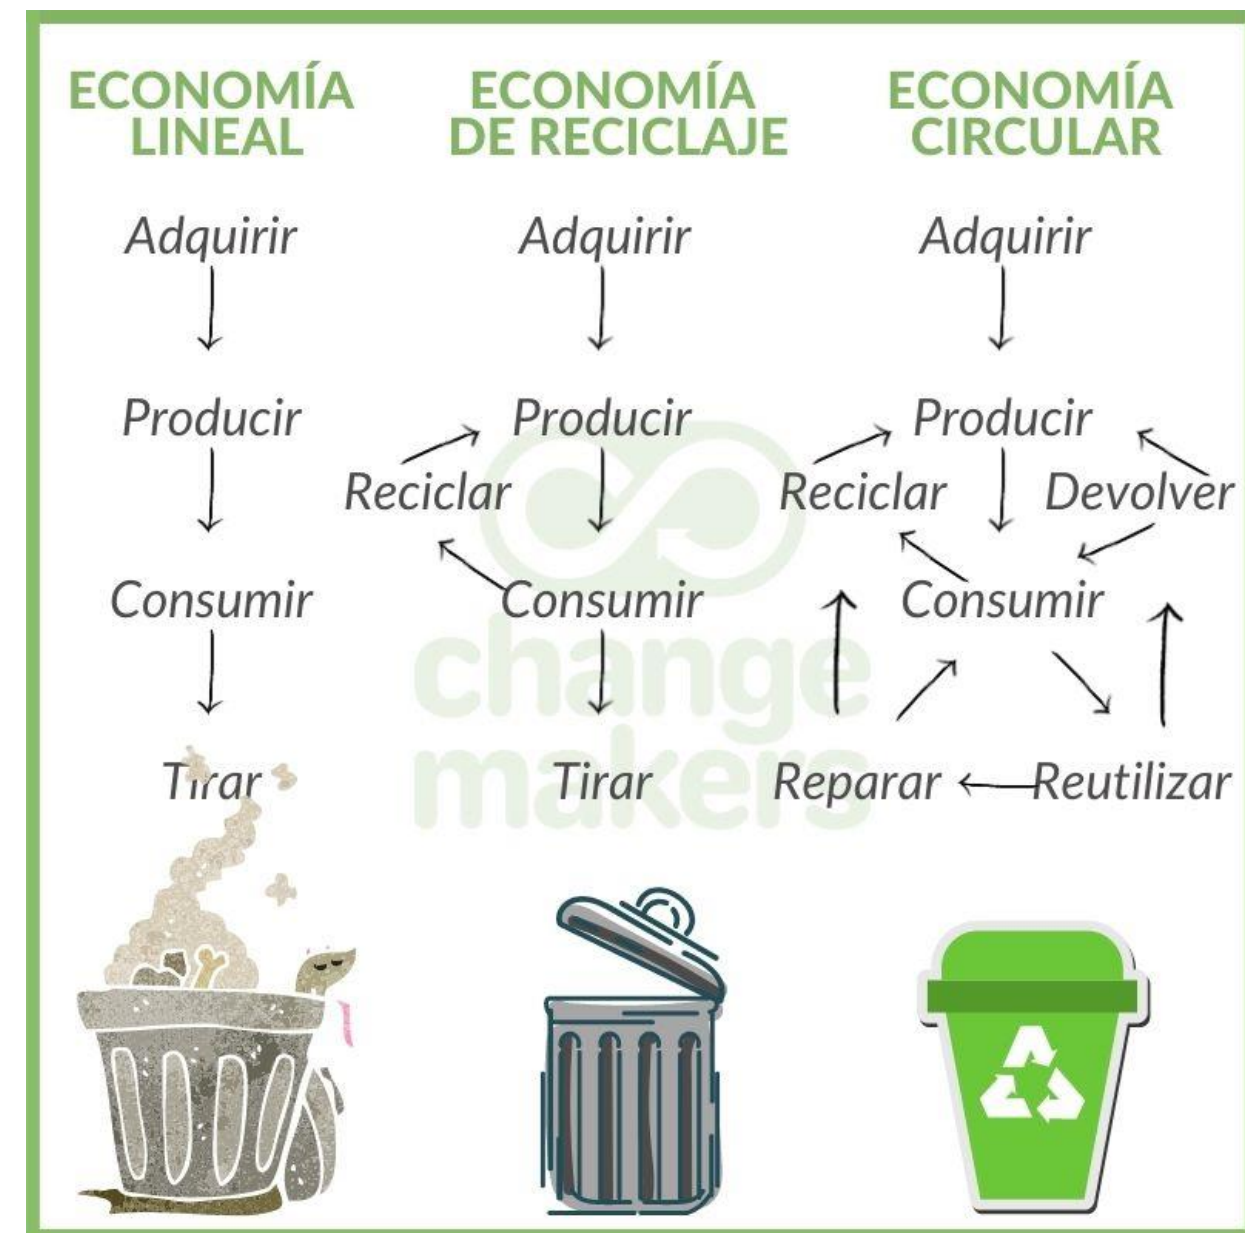 ECONOMÍA
LINEAL
Adquirir
Producir
Consumir
Tirar
ECONOMÍA
DE RECICLAJE
Adquirir
Producir
Reciclar
Consumir
Tirar
ECONOMÍA
CIRCULAR
Adquirir
Producir
Reciclar
Devolver
Consumir
Reparar
Reutilizar
change
makers